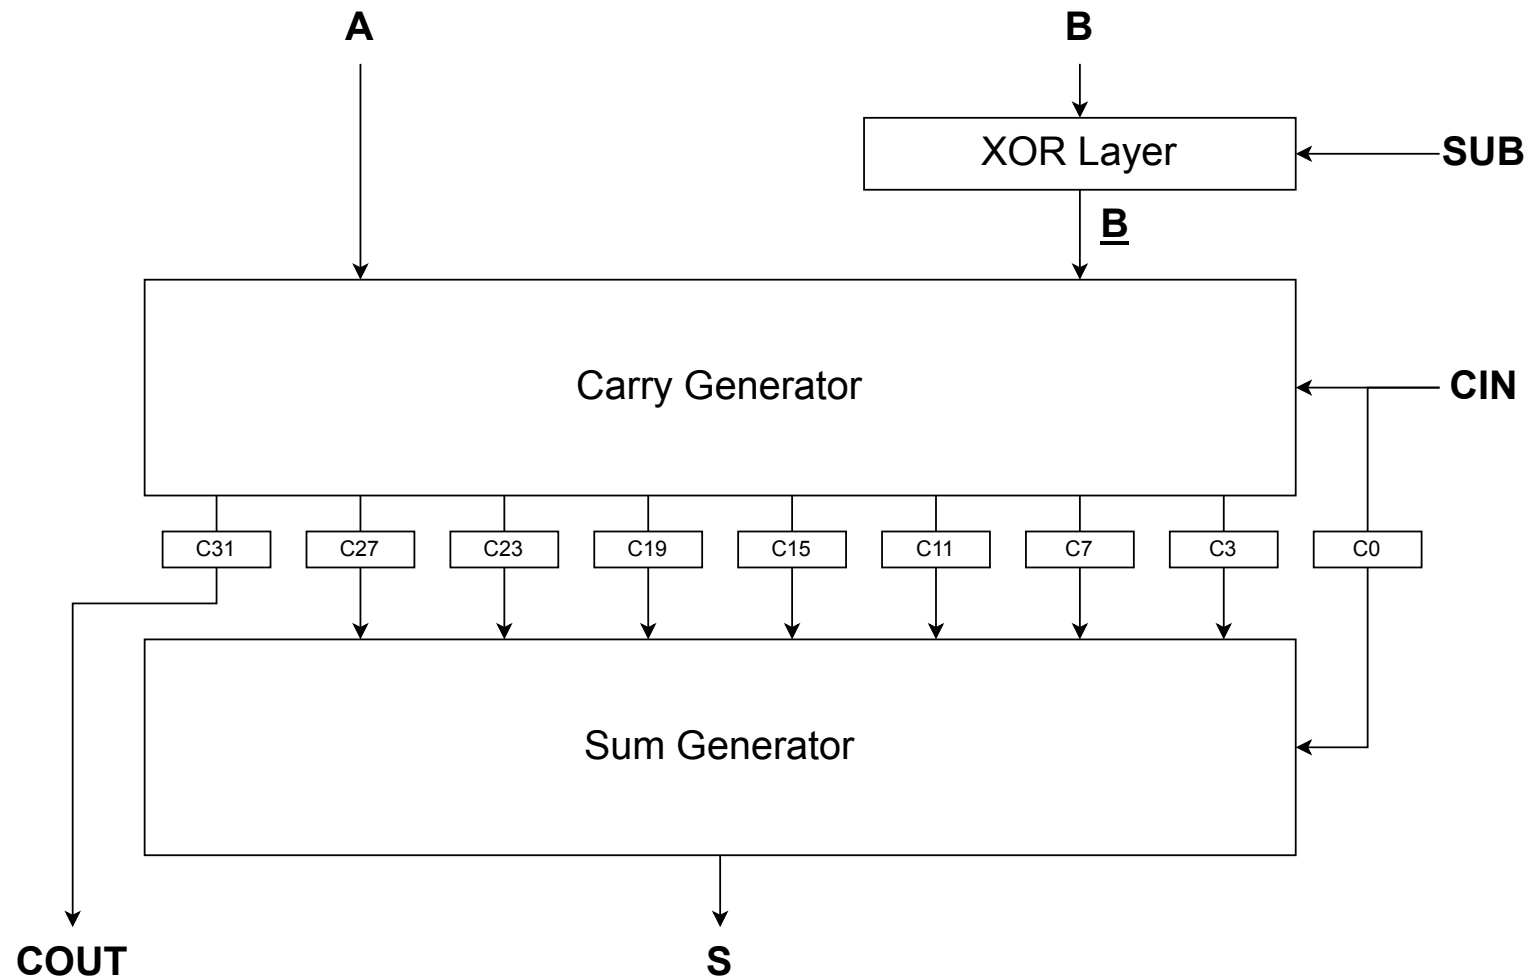 A
B
XOR Layer
SUB
B
Carry Generator
CIN
C31
C27
C23
C19
C15
C11
C7
C3
C0
Sum Generator
COUT
S